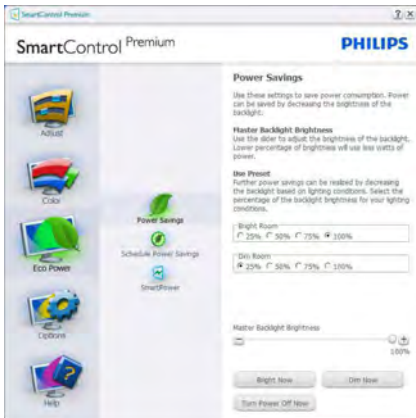 SmartControl Premium
SmartControl Premium
PHILIPS
Adjust
Color
Eco Power
Options
Help
Power Savings
Schedule Power Savings
SmartPower
Power Savings
Use these settings to save power consumption. Power
can be saved by decreasing the brightness of the
backlight.
Master Backlight Brightness
Use the slider to adjust the brightness of the backlight.
Lower percentage of brightness will use less watts of
power.
Use Preset
Further power savings can be realized by decreasing
the backlight based on lighting conditions. Select the
percentage of the backlight brightness for your lighting
conditions.
Bright Room
25% 50% 75% 100%
Dim Room
25% 50% 75% 100%
Master Backlight Brightness
100%
Bright Now
Dim Now
Turn Power Off Now